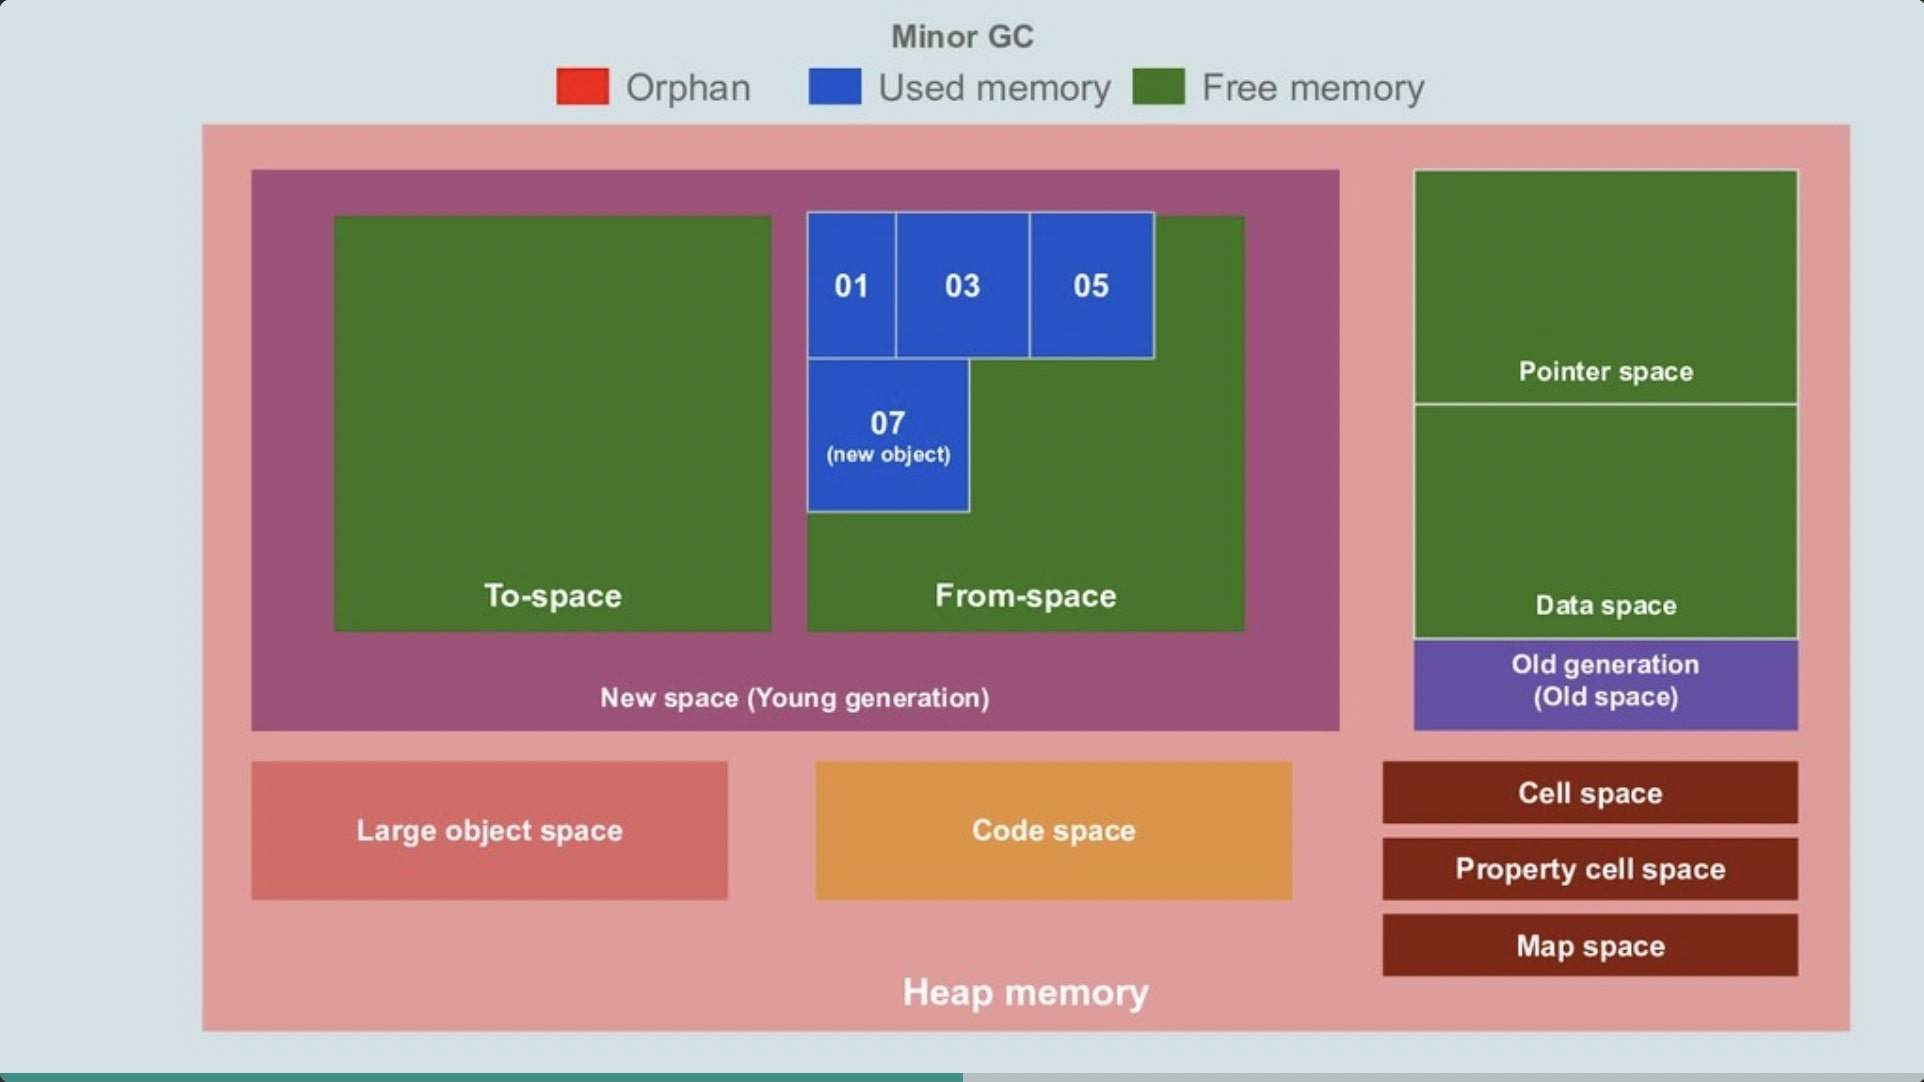 Minor GC
Orphan
Used memory
Free memory
01
03
05
07
(new object)
To-space
From-space
New space (Young generation)
Pointer space
Data space
Old generation
(Old space)
Large object space
Code space
Cell space
Property cell space
Map space
Heap memory